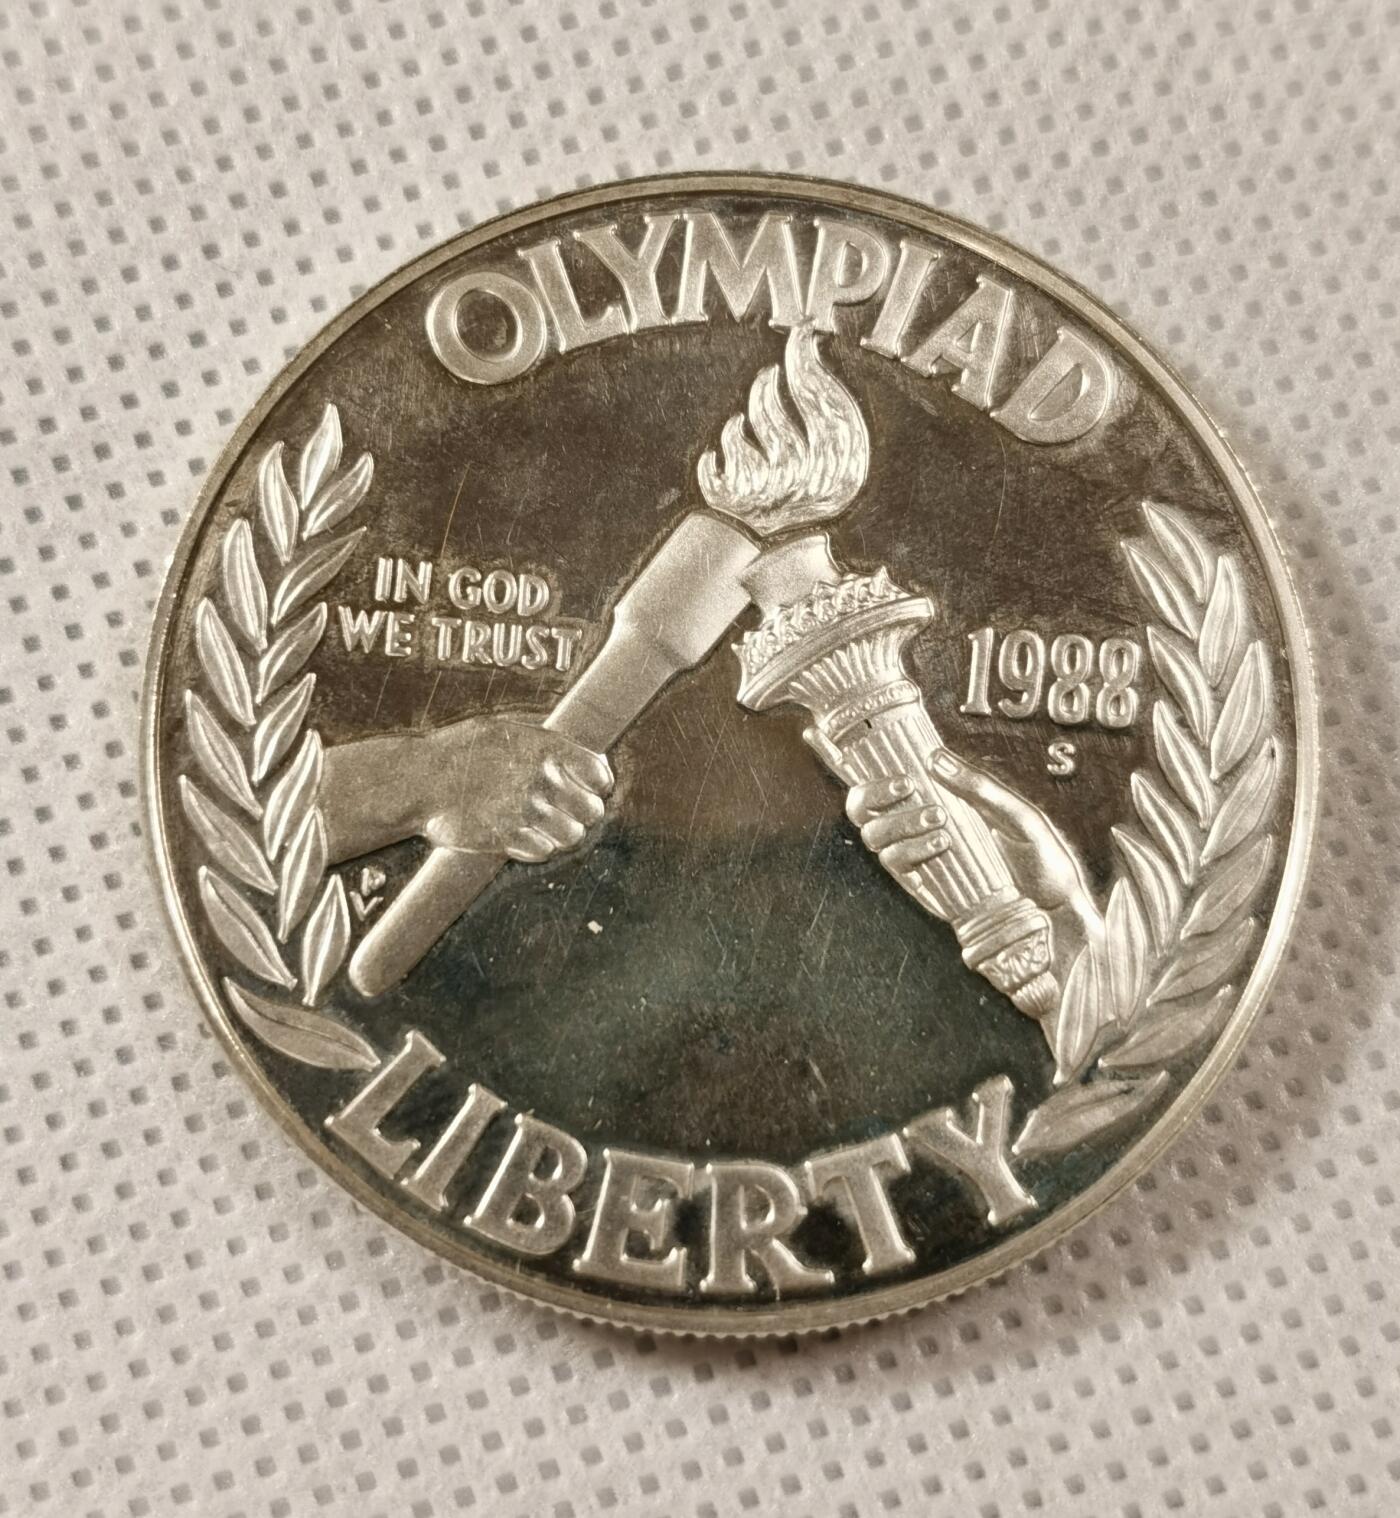 OLYMPIAD
IN GOD
WE TRUST
1988
S
LIBERTY